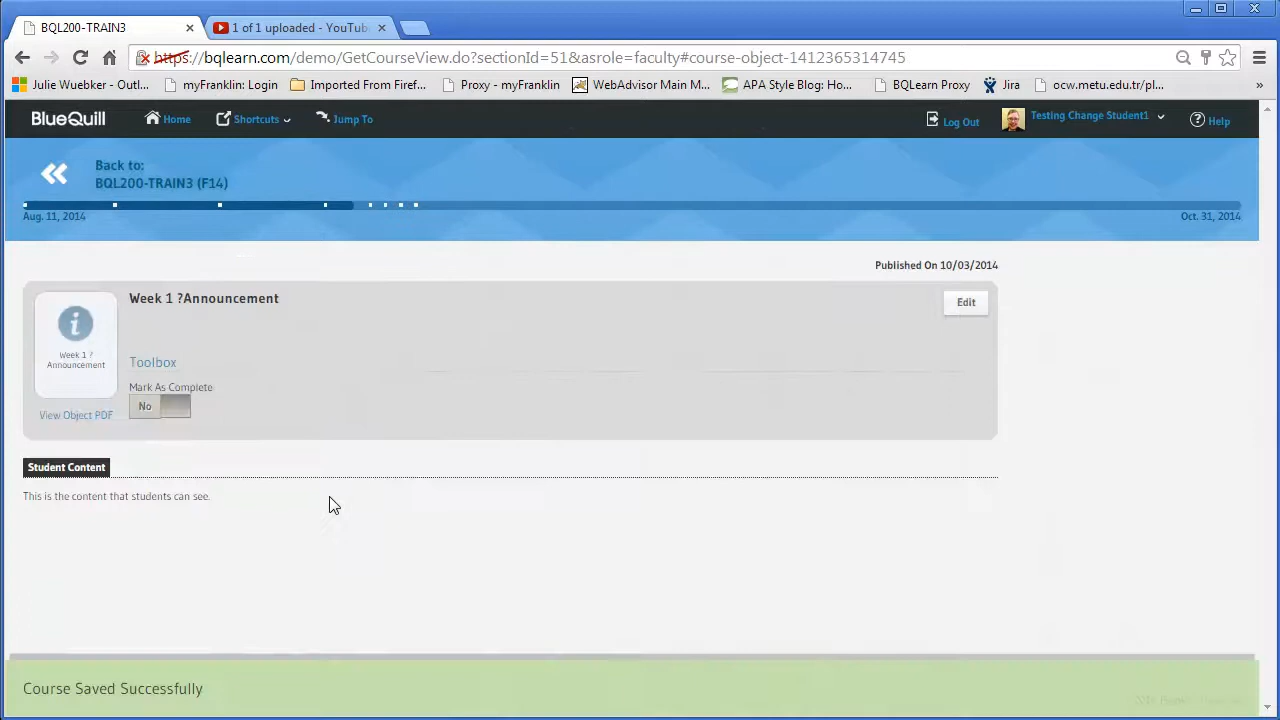 BQL200-TRAIN3
1 of 1 uploaded - YouTub
https://bqlearn.com/demo/GetCourseView.do?sectionId=51&asrole=faculty#course-object-1412365314745
Julie Wuebker - Outl...
myFranklin: Login
Imported From Firef...
Proxy - myFranklin
WebAdvisor Main M...
APA Style Blog: Ho...
BQLearn Proxy
Jira
ocw.metu.edu.tr/pl...
»
BlueQuill
Home
Shortcuts
Jump To
Log Out
Testing Change Student1
Help
Back to:
BQL200-TRAIN3 (F14)
Aug. 11, 2014
Oct. 31, 2014
Published On 10/03/2014
Week 1 ?Announcement
Edit
Week 1 ?
Announcement
Toolbox
Mark As Complete
No
View Object PDF
Student Content
This is the content that students can see.
Course Saved Successfully